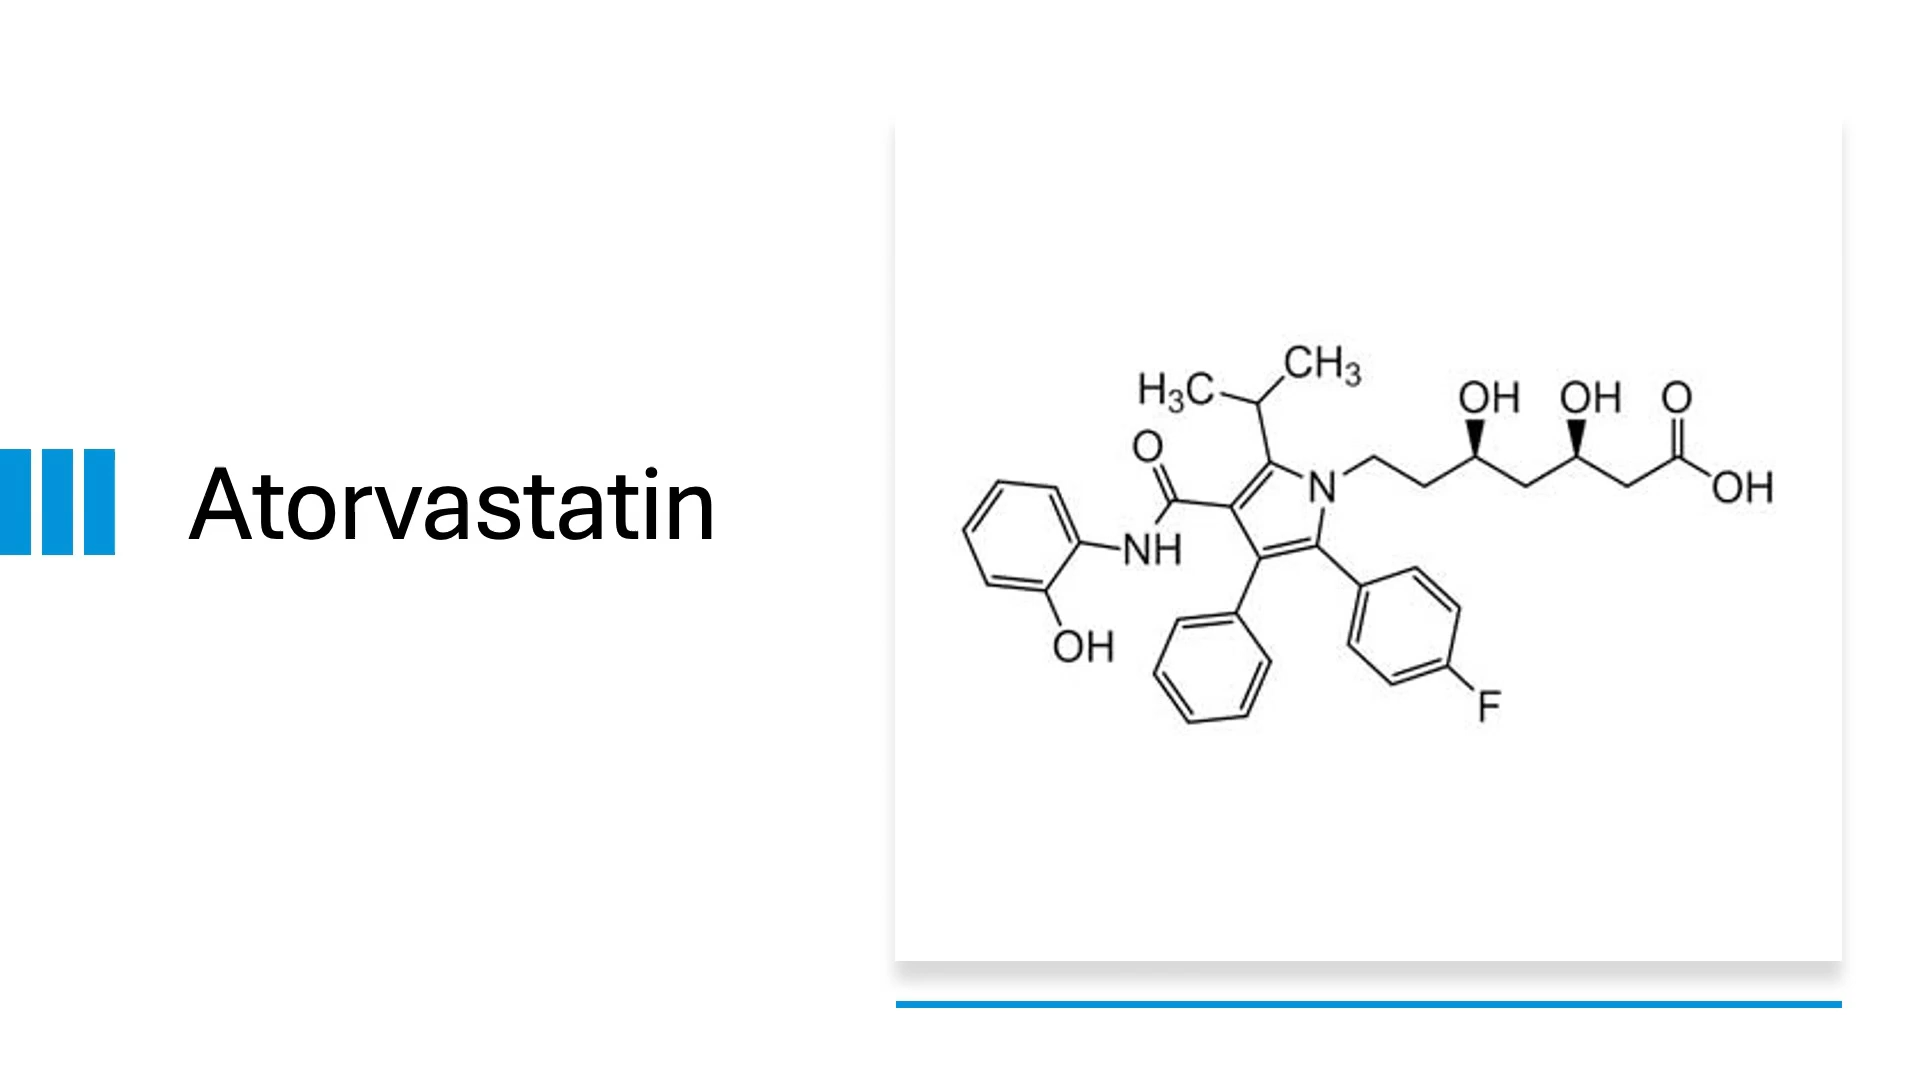 Atorvastatin
CH₃
H₃C
OH OH O
O
N
OH
NH
OH
F